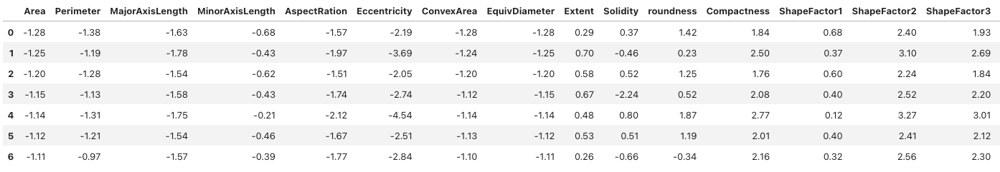 Area Perimeter MajorAxisLength MinorAxisLength AspectRation Eccentricity ConvexArea EquivDiameter Extent Solidity roundness Compactness ShapeFactor1 ShapeFactor2 ShapeFactor3
0 -1.28 -1.38 -1.63 -0.68 -1.57 -2.19 -1.28 -1.28 0.29 0.37 1.42 1.84 0.68 2.40 1.93
1 -1.25 -1.19 -1.78 -0.43 -1.97 -3.69 -1.24 -1.25 0.70 -0.46 0.23 2.50 0.37 3.10 2.69
2 -1.20 -1.28 -1.54 -0.62 -1.51 -2.05 -1.20 -1.20 0.58 0.52 1.25 1.76 0.60 2.24 1.84
3 -1.15 -1.13 -1.58 -0.43 -1.74 -2.74 -1.12 -1.15 0.67 -2.24 0.52 2.08 0.40 2.52 2.20
4 -1.14 -1.31 -1.75 -0.21 -2.12 -4.54 -1.14 -1.14 0.48 0.80 1.87 2.77 0.12 3.27 3.01
5 -1.12 -1.21 -1.54 -0.46 -1.67 -2.51 -1.13 -1.12 0.53 0.51 1.19 2.01 0.40 2.41 2.12
6 -1.11 -0.97 -1.57 -0.39 -1.77 -2.84 -1.10 -1.11 0.26 -0.66 -0.34 2.16 0.32 2.56 2.30